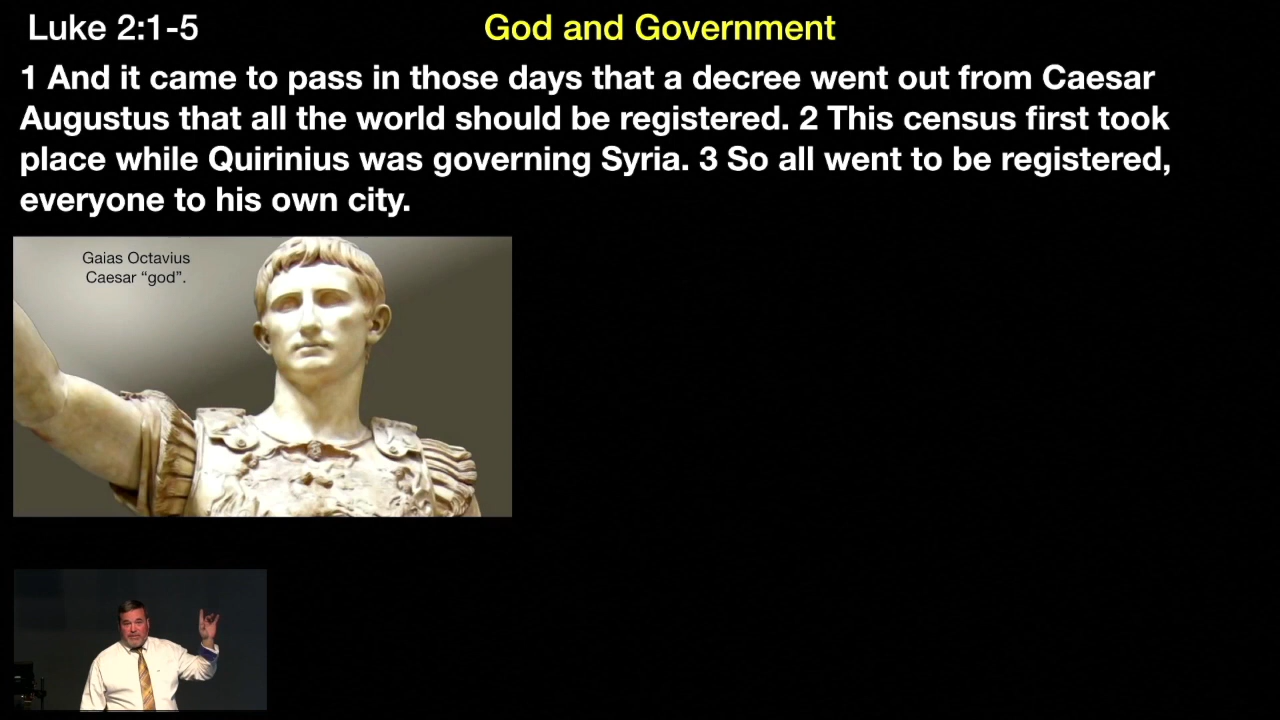 Luke 2:1-5
God and Government
1 And it came to pass in those days that a decree went out from Caesar
Augustus that all the world should be registered. 2 This census first took
place while Quirinius was governing Syria. 3 So all went to be registered,
everyone to his own city.
Gaias Octavius
Caesar “god”.